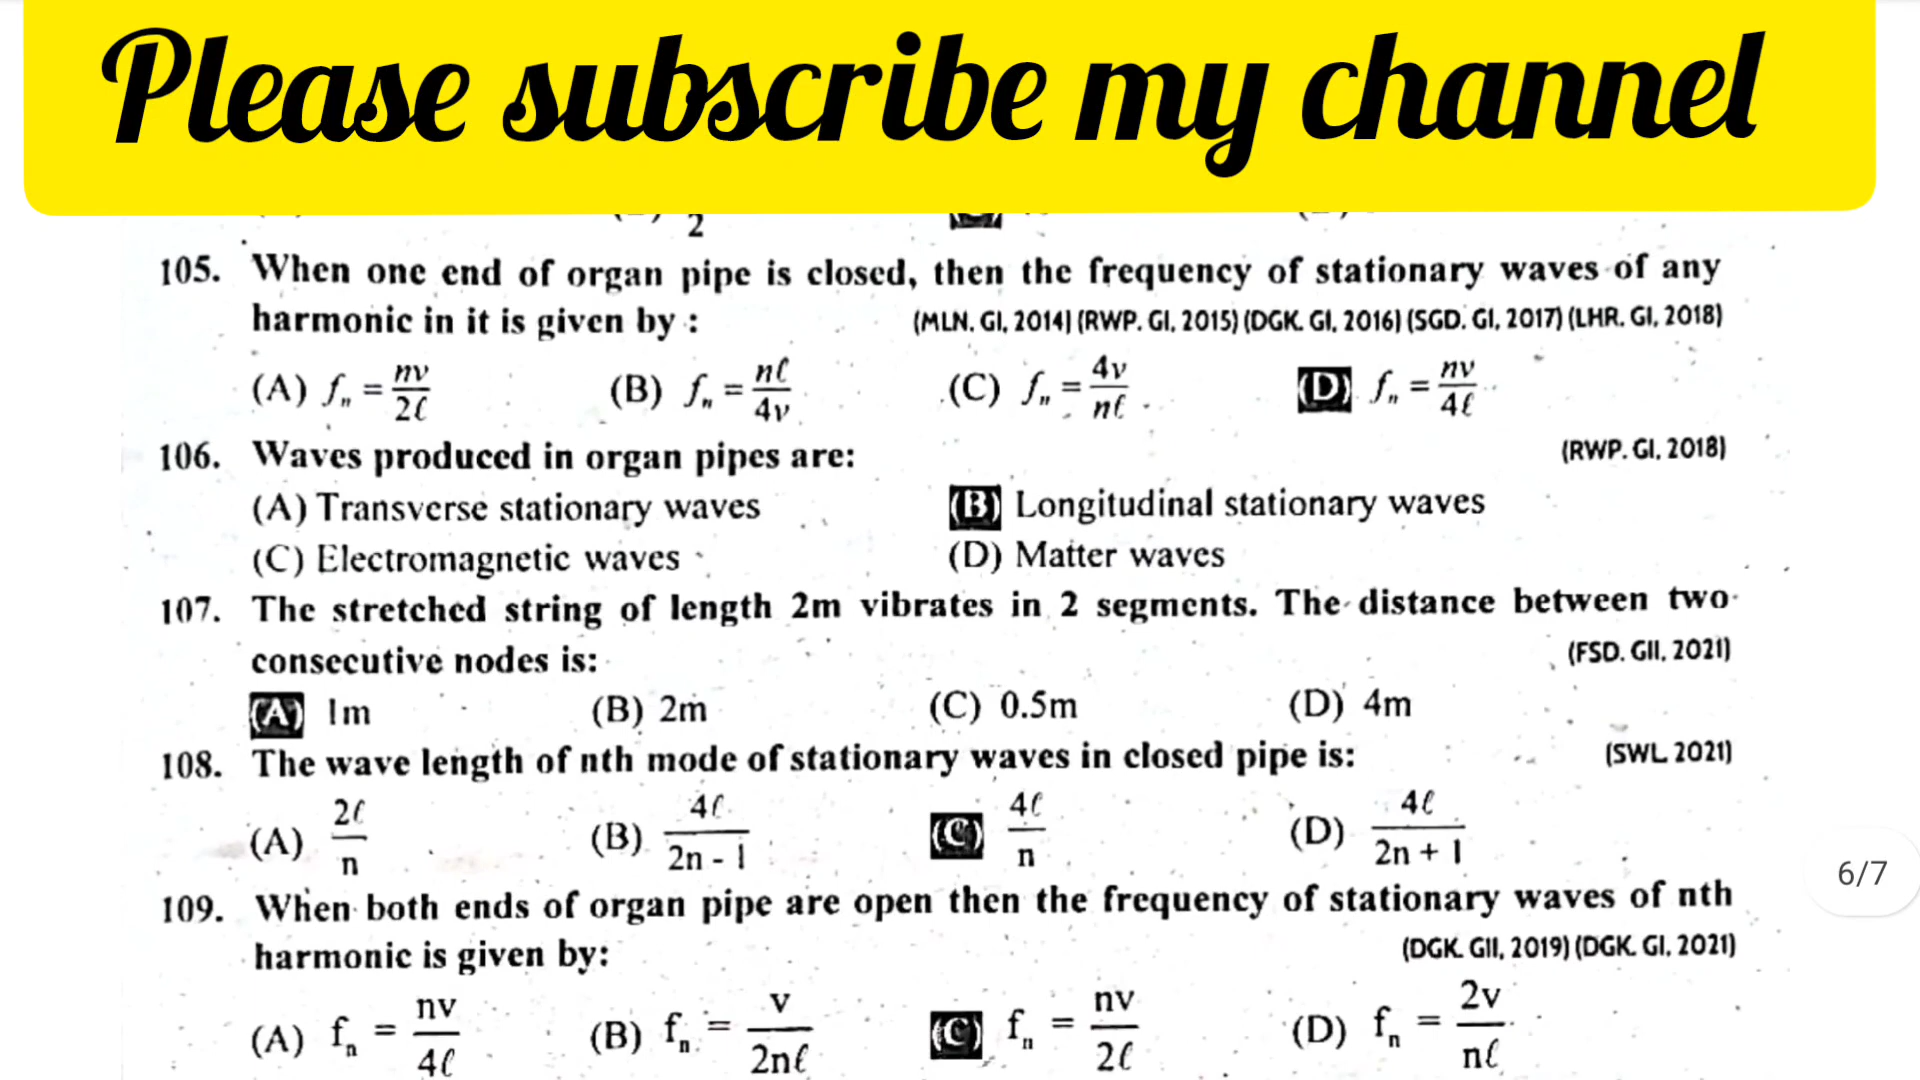 Please subscribe my channel
2
105. When one end of organ pipe is closed, then the frequency of stationary waves of any
harmonic in it is given by : (MLN. GI, 2014) (RWP. GI, 2015) (DGK. GI, 2016) (SGD. GI, 2017) (LHR. GI, 2018)
(A) fₙ = nv/2ℓ (B) fₙ = nℓ/4v (C) fₙ = 4v/nℓ (D) fₙ = nv/4ℓ
106. Waves produced in organ pipes are: (RWP. GI, 2018)
(A) Transverse stationary waves (B) Longitudinal stationary waves
(C) Electromagnetic waves (D) Matter waves
107. The stretched string of length 2m vibrates in 2 segments. The distance between two
consecutive nodes is: (FSD. GII, 2021)
(A) 1m (B) 2m (C) 0.5m (D) 4m
108. The wave length of nth mode of stationary waves in closed pipe is: (SWL 2021)
(A) 2ℓ/n (B) 4ℓ/2n - 1 (C) 4ℓ/n (D) 4ℓ/2n + 1
6/7
109. When both ends of organ pipe are open then the frequency of stationary waves of nth
harmonic is given by: (DGK. GII, 2019) (DGK. GI, 2021)
(A) fₙ = nv/4ℓ (B) fₙ = v/2nℓ (C) fₙ = nv/2ℓ (D) fₙ = 2v/nℓ